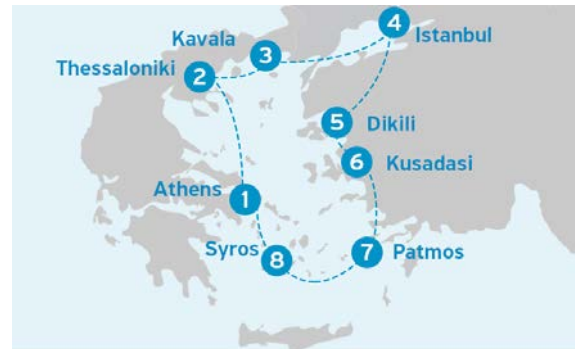 4
Istanbul
Kavala
3
Thessaloniki
2
5
Dikili
6
Kusadasi
Athens
1
Syros
8
7
Patmos